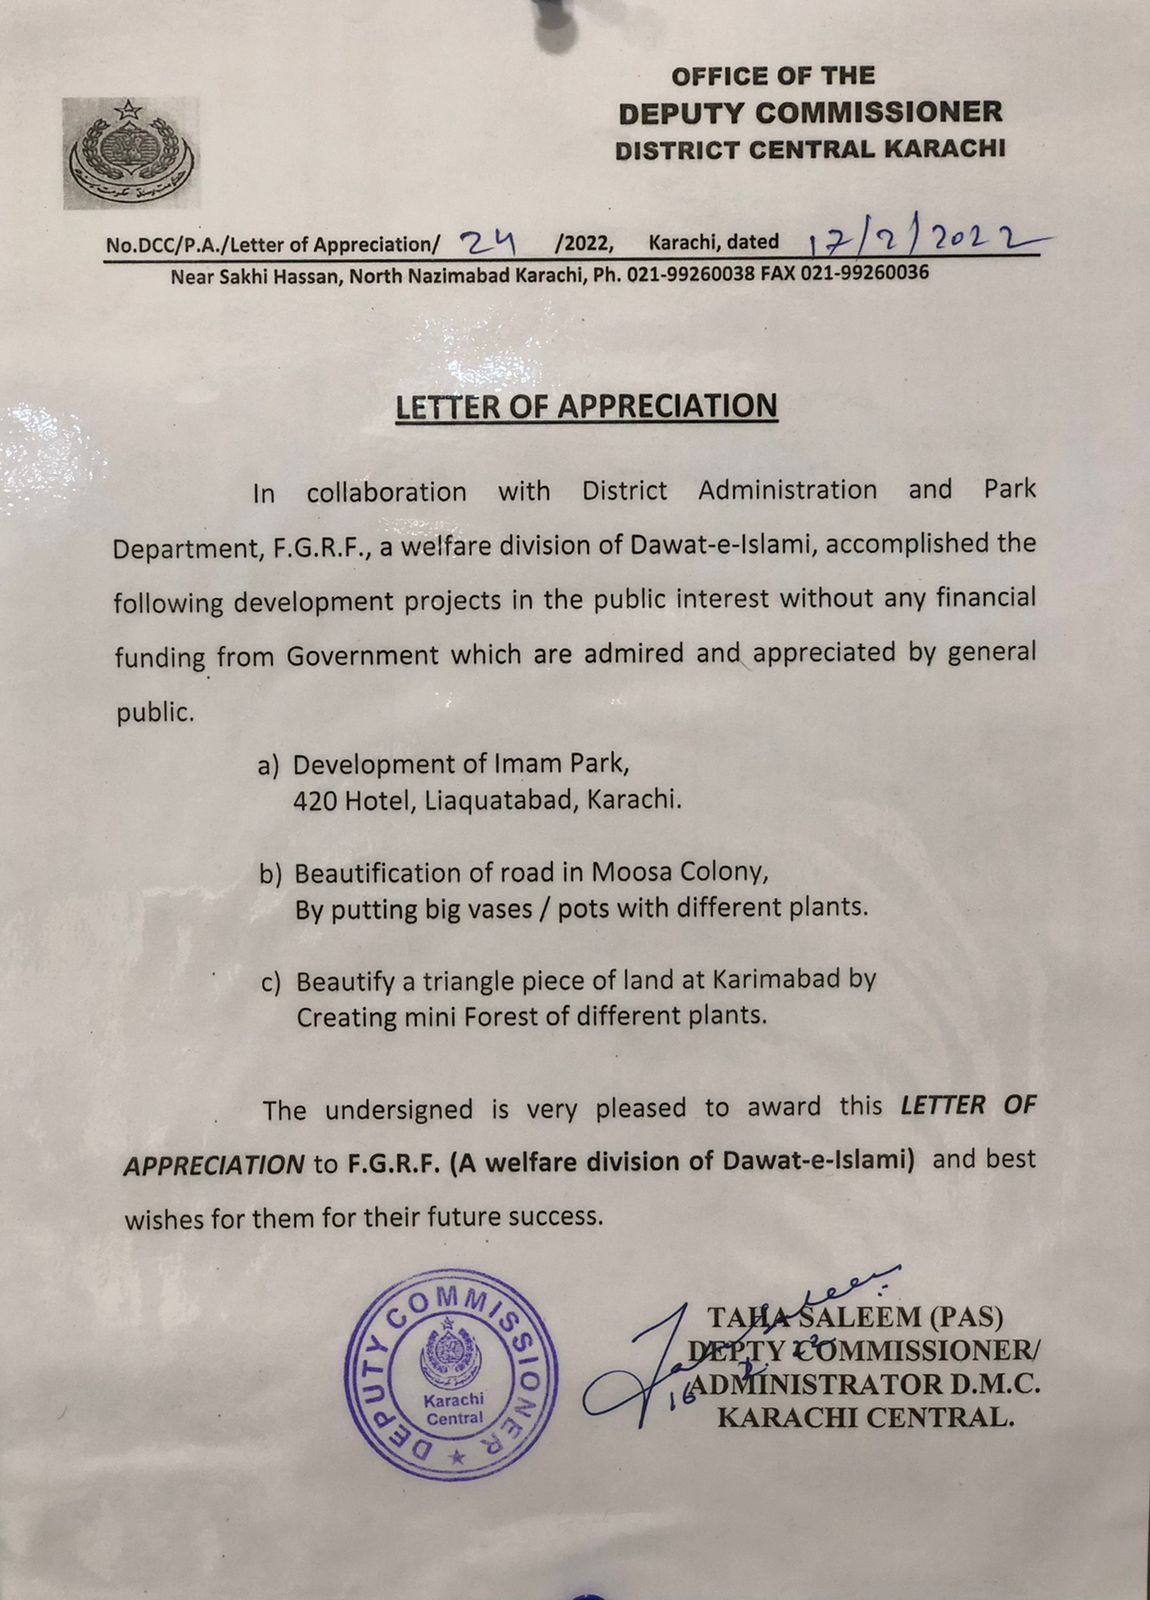 OFFICE OF THE
DEPUTY COMMISSIONER
DISTRICT CENTRAL KARACHI
No.DCC/P.A./Letter of Appreciation/ 24 /2022, Karachi, dated 17/2/2022
Near Sakhi Hassan, North Nazimabad Karachi, Ph. 021-99260038 FAX 021-99260036
LETTER OF APPRECIATION
In collaboration with District Administration and Park
Department, F.G.R.F., a welfare division of Dawat-e-Islami, accomplished the
following development projects in the public interest without any financial
funding from Government which are admired and appreciated by general
public.
a) Development of Imam Park,
420 Hotel, Liaquatabad, Karachi.
b) Beautification of road in Moosa Colony,
By putting big vases / pots with different plants.
c) Beautify a triangle piece of land at Karimabad by
Creating mini Forest of different plants.
The undersigned is very pleased to award this LETTER OF
APPRECIATION to F.G.R.F. (A welfare division of Dawat-e-Islami) and best
wishes for them for their future success.
DEPUTY COMMISSIONER
Karachi
Central
TAHA SALEEM (PAS)
DEPTY COMMISSIONER/
ADMINISTRATOR D.M.C.
KARACHI CENTRAL.